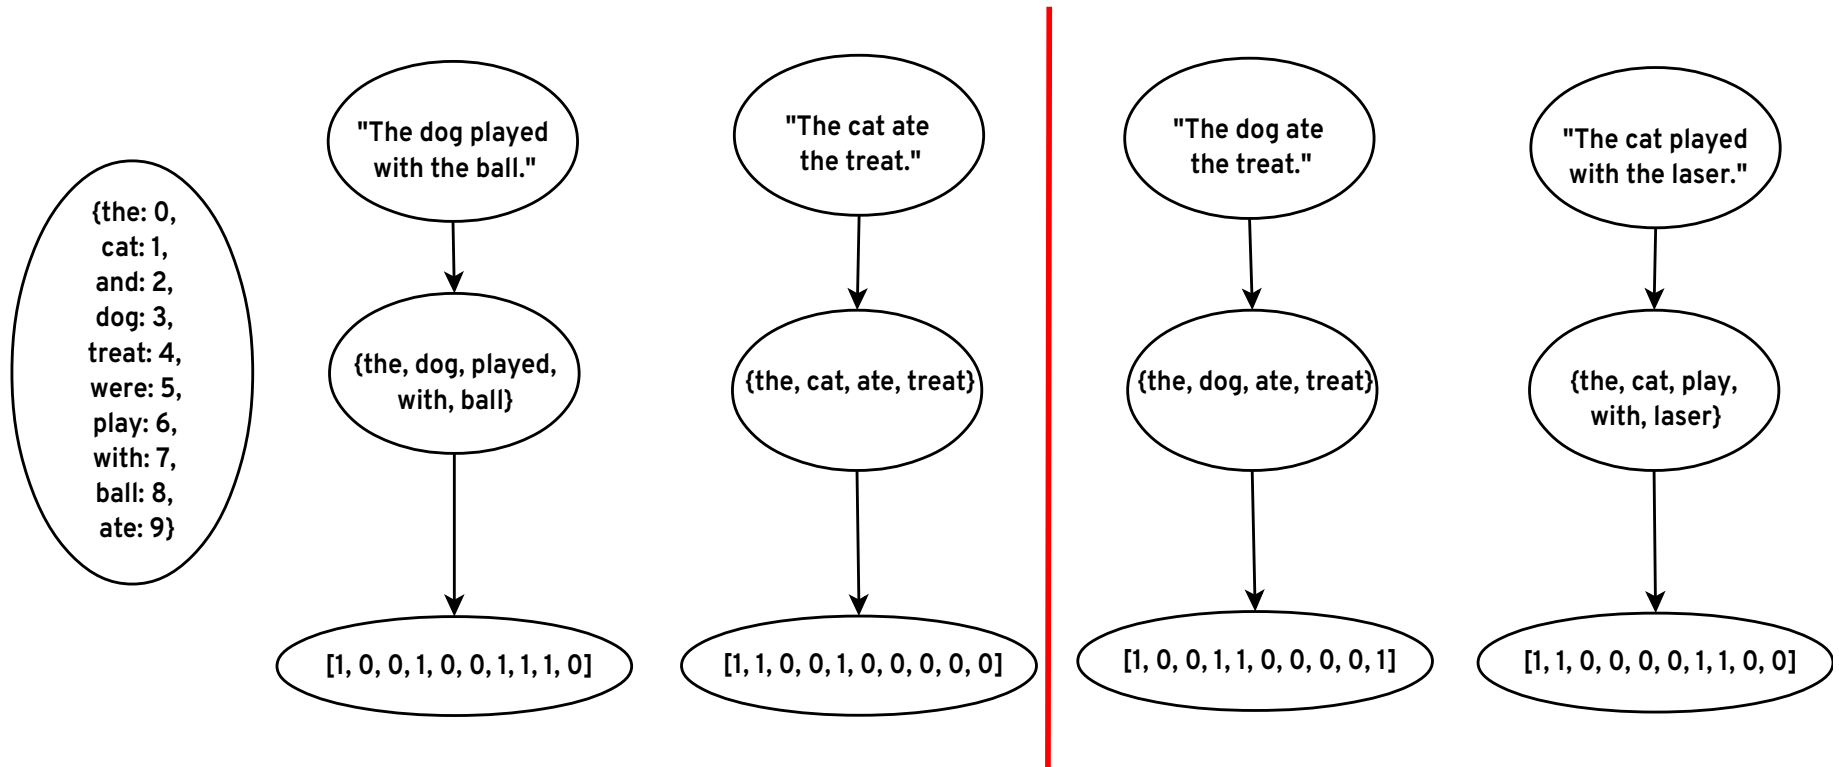 {the: 0,
cat: 1,
and: 2,
dog: 3,
treat: 4,
were: 5,
play: 6,
with: 7,
ball: 8,
ate: 9}
"The dog played
with the ball."
{the, dog, played,
with, ball}
[1, 0, 0, 1, 0, 0, 1, 1, 1, 0]
"The cat ate
the treat."
{the, cat, ate, treat}
[1, 1, 0, 0, 1, 0, 0, 0, 0, 0]
"The dog ate
the treat."
{the, dog, ate, treat}
[1, 0, 0, 1, 1, 0, 0, 0, 0, 1]
"The cat played
with the laser."
{the, cat, play,
with, laser}
[1, 1, 0, 0, 0, 0, 1, 1, 0, 0]